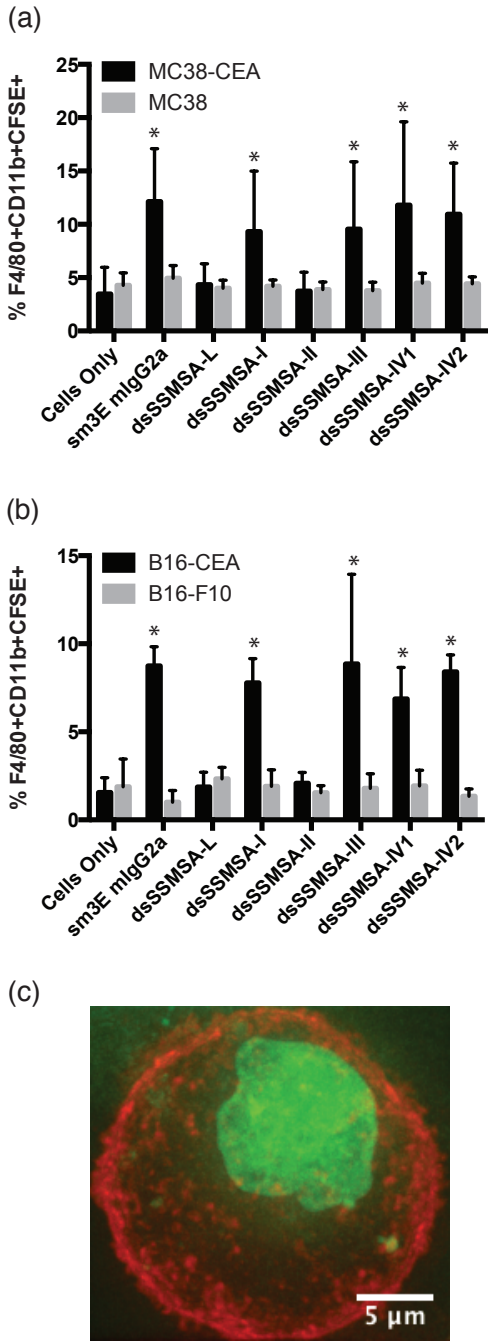 (a)
25
20
15
10
5
0
% F4/80+CD11b+CFSE+
MC38-CEA
MC38
*
*
*
*
*
Cells Only
sm3E mIgG2a
dsSSMSA-L
dsSSMSA-I
dsSSMSA-II
dsSSMSA-III
dsSSMSA-IV1
dsSSMSA-IV2
(b)
15
10
5
0
% F4/80+CD11b+CFSE+
B16-CEA
B16-F10
*
*
*
*
*
Cells Only
sm3E mIgG2a
dsSSMSA-L
dsSSMSA-I
dsSSMSA-II
dsSSMSA-III
dsSSMSA-IV1
dsSSMSA-IV2
(c)
5 µm